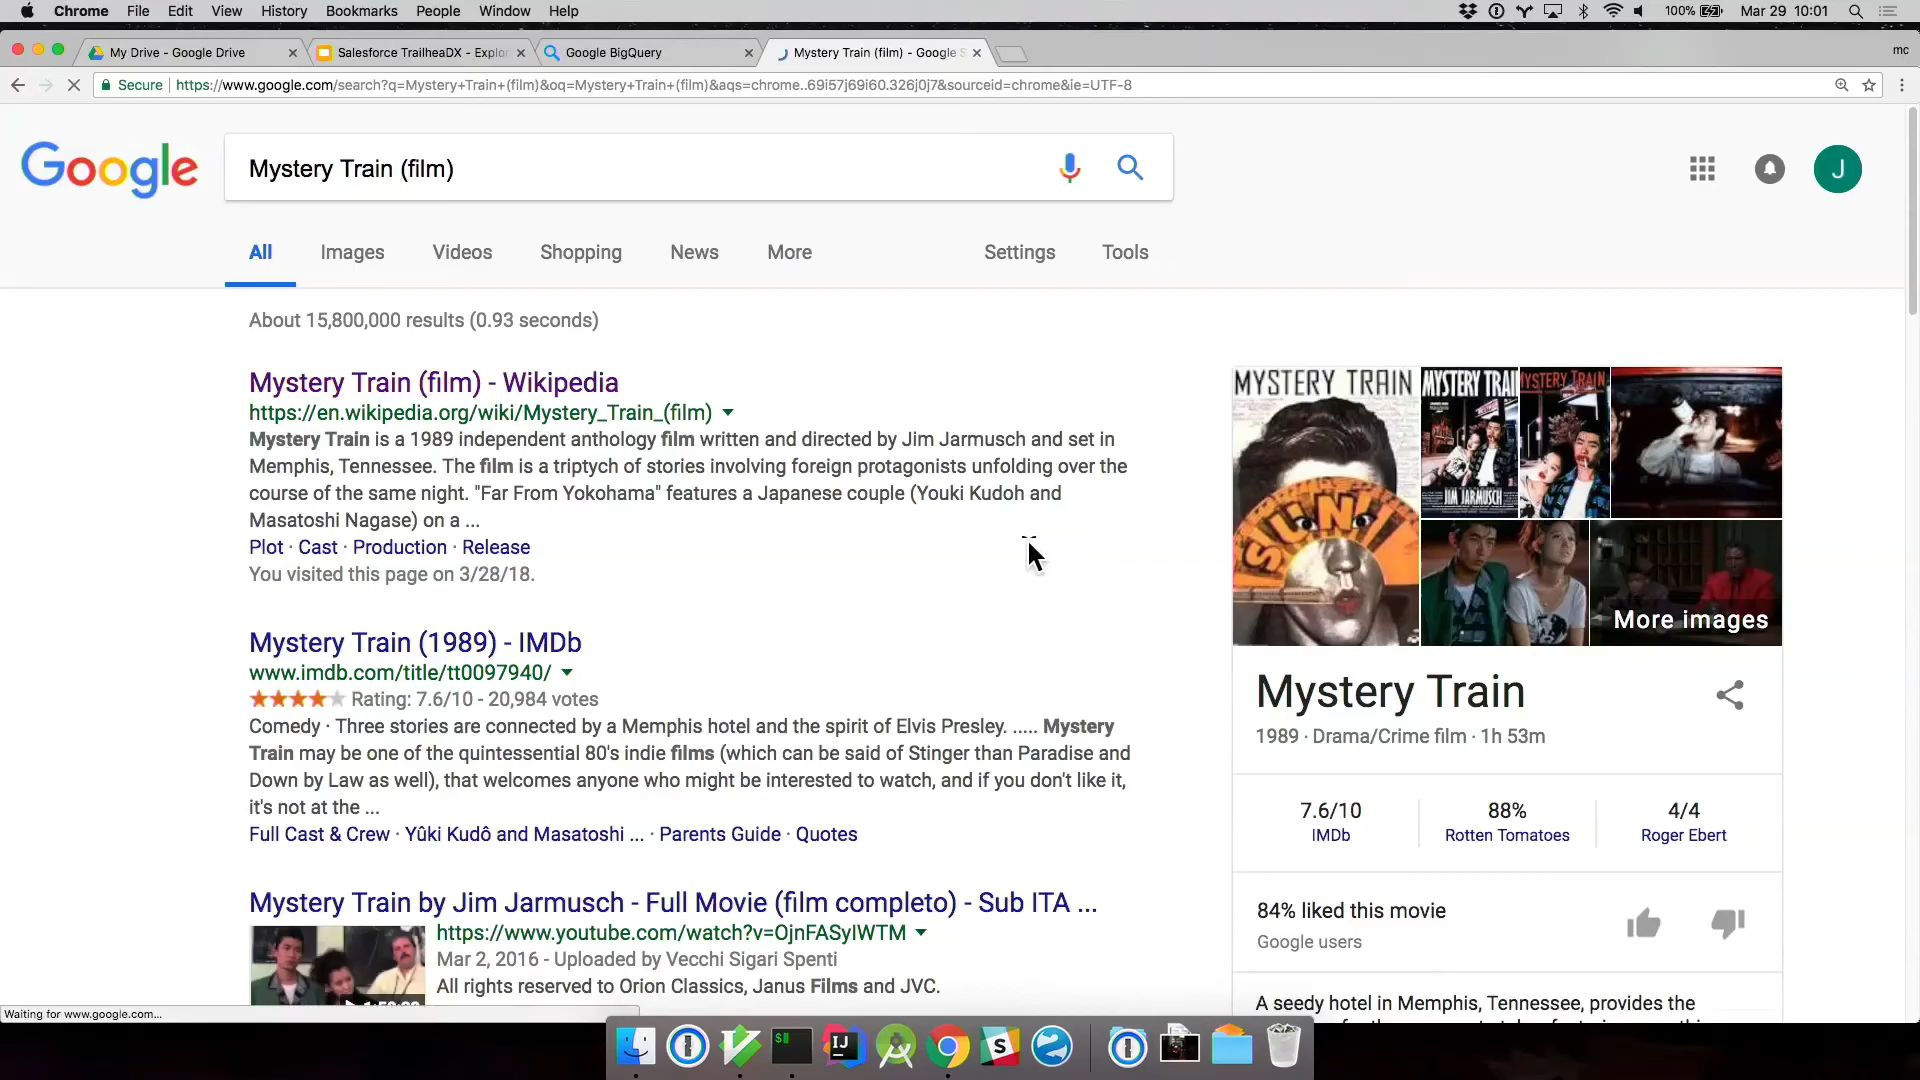 Chrome File Edit View History Bookmarks People Window Help 100% Mar 29 10:01
My Drive - Google Drive Salesforce TrailheaDX - Explor Google BigQuery Mystery Train (film) - Google S mc
Secure https://www.google.com/search?q=Mystery+Train+(film)&oq=Mystery+Train+(film)&aqs=chrome..69i57j69i60.326j0j7&sourceid=chrome&ie=UTF-8
Google Mystery Train (film) J
All Images Videos Shopping News More Settings Tools
About 15,800,000 results (0.93 seconds)
Mystery Train (film) - Wikipedia
https://en.wikipedia.org/wiki/Mystery_Train_(film)
Mystery Train is a 1989 independent anthology film written and directed by Jim Jarmusch and set in
Memphis, Tennessee. The film is a triptych of stories involving foreign protagonists unfolding over the
course of the same night. "Far From Yokohama" features a Japanese couple (Youki Kudoh and
Masatoshi Nagase) on a ...
Plot · Cast · Production · Release
You visited this page on 3/28/18.
Mystery Train (1989) - IMDb
www.imdb.com/title/tt0097940/
Rating: 7.6/10 - 20,984 votes
Comedy · Three stories are connected by a Memphis hotel and the spirit of Elvis Presley. ..... Mystery
Train may be one of the quintessential 80's indie films (which can be said of Stinger than Paradise and
Down by Law as well), that welcomes anyone who might be interested to watch, and if you don't like it,
it's not at the ...
Full Cast & Crew · Yûki Kudô and Masatoshi ... · Parents Guide · Quotes
Mystery Train by Jim Jarmusch - Full Movie (film completo) - Sub ITA ...
https://www.youtube.com/watch?v=OjnFASyIWTM
Mar 2, 2016 - Uploaded by Vecchi Sigari Spenti
All rights reserved to Orion Classics, Janus Films and JVC.
MYSTERY TRAIN
SUN
MYSTERY TRAI
JIM JARMUSCH
MYSTERY TRAIN
More images
Mystery Train
1989 · Drama/Crime film · 1h 53m
7.6/10 88% 4/4
IMDb Rotten Tomatoes Roger Ebert
84% liked this movie
Google users
A seedy hotel in Memphis, Tennessee, provides the
Waiting for www.google.com...
$ IJ S